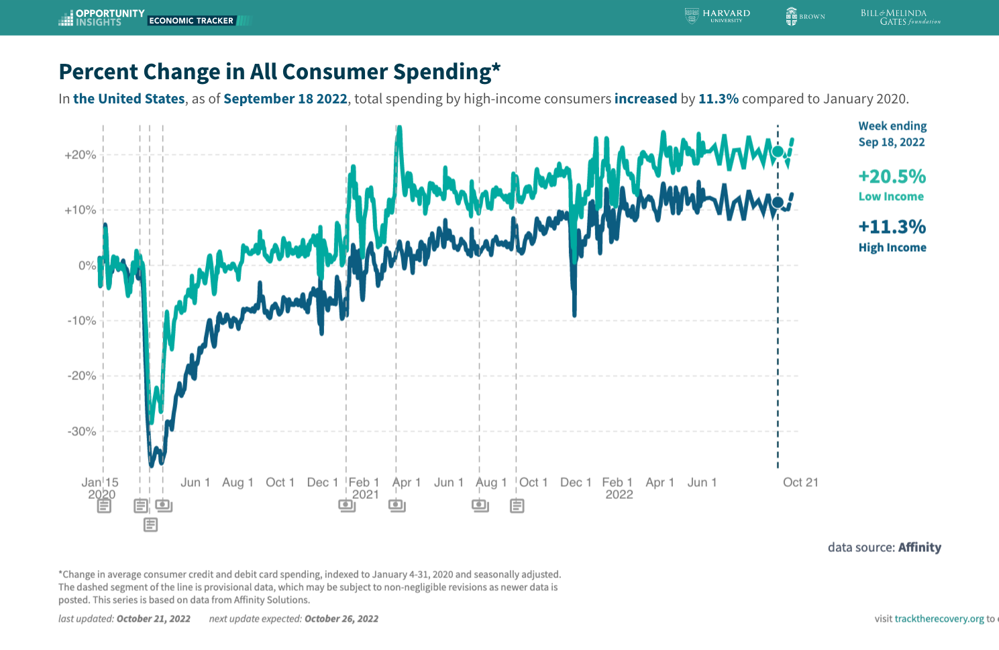 OPPORTUNITY
INSIGHTS
ECONOMIC TRACKER
HARVARD
UNIVERSITY
BROWN
BILL & MELINDA
GATES foundation
Percent Change in All Consumer Spending*
In the United States, as of September 18 2022, total spending by high-income consumers increased by 11.3% compared to January 2020.
Week ending
Sep 18, 2022
+20.5%
Low Income
+11.3%
High Income
+20%
+10%
0%
-10%
-20%
-30%
Jan 15 Jun 1 Aug 1 Oct 1 Dec 1 Feb 1 Apr 1 Jun 1 Aug 1 Oct 1 Dec 1 Feb 1 Apr 1 Jun 1 Oct 21
2020 2021 2022
data source: Affinity
*Change in average consumer credit and debit card spending, indexed to January 4-31, 2020 and seasonally adjusted.
The dashed segment of the line is provisional data, which may be subject to non-negligible revisions as newer data is
posted. This series is based on data from Affinity Solutions.
last updated: October 21, 2022 next update expected: October 26, 2022
visit tracktherecovery.org to